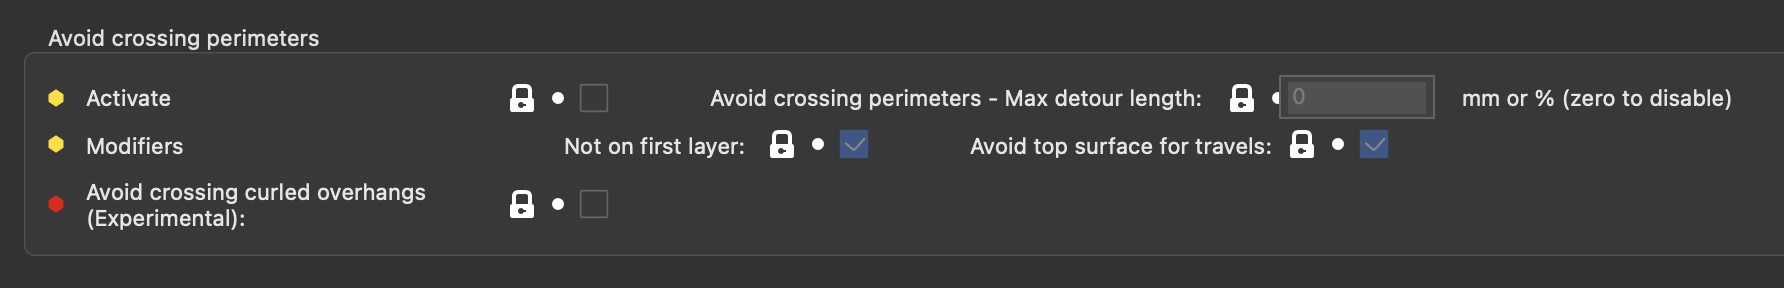 Avoid crossing perimeters
Activate Avoid crossing perimeters - Max detour length: 0 mm or % (zero to disable)
Modifiers Not on first layer: Avoid top surface for travels:
Avoid crossing curled overhangs
(Experimental):